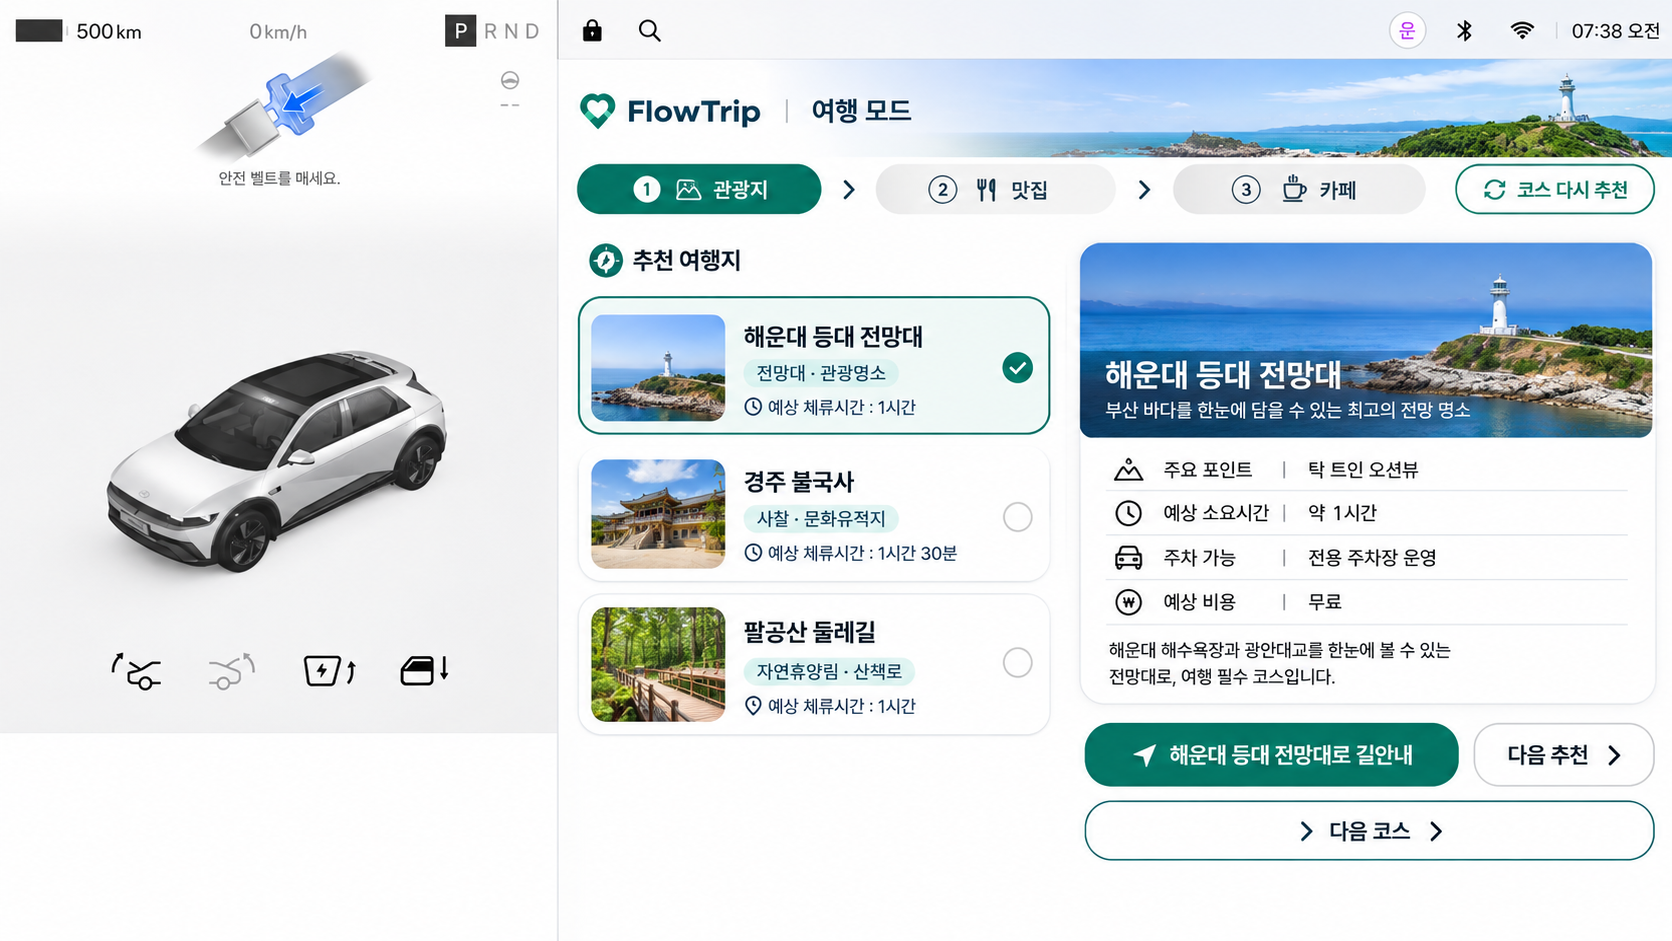 500 km
0 km/h
P R N D
--
안전 벨트를 매세요.
운
07:38 오전
FlowTrip | 여행 모드
1 관광지
2 맛집
3 카페
코스 다시 추천
추천 여행지
해운대 등대 전망대
전망대 · 관광명소
예상 체류시간 : 1시간
경주 불국사
사찰 · 문화유적지
예상 체류시간 : 1시간 30분
팔공산 둘레길
자연휴양림 · 산책로
예상 체류시간 : 1시간
해운대 등대 전망대
부산 바다를 한눈에 담을 수 있는 최고의 전망 명소
주요 포인트 | 탁 트인 오션뷰
예상 소요시간 | 약 1시간
주차 가능 | 전용 주차장 운영
₩ 예상 비용 | 무료
해운대 해수욕장과 광안대교를 한눈에 볼 수 있는
전망대로, 여행 필수 코스입니다.
해운대 등대 전망대로 길안내
다음 추천
다음 코스